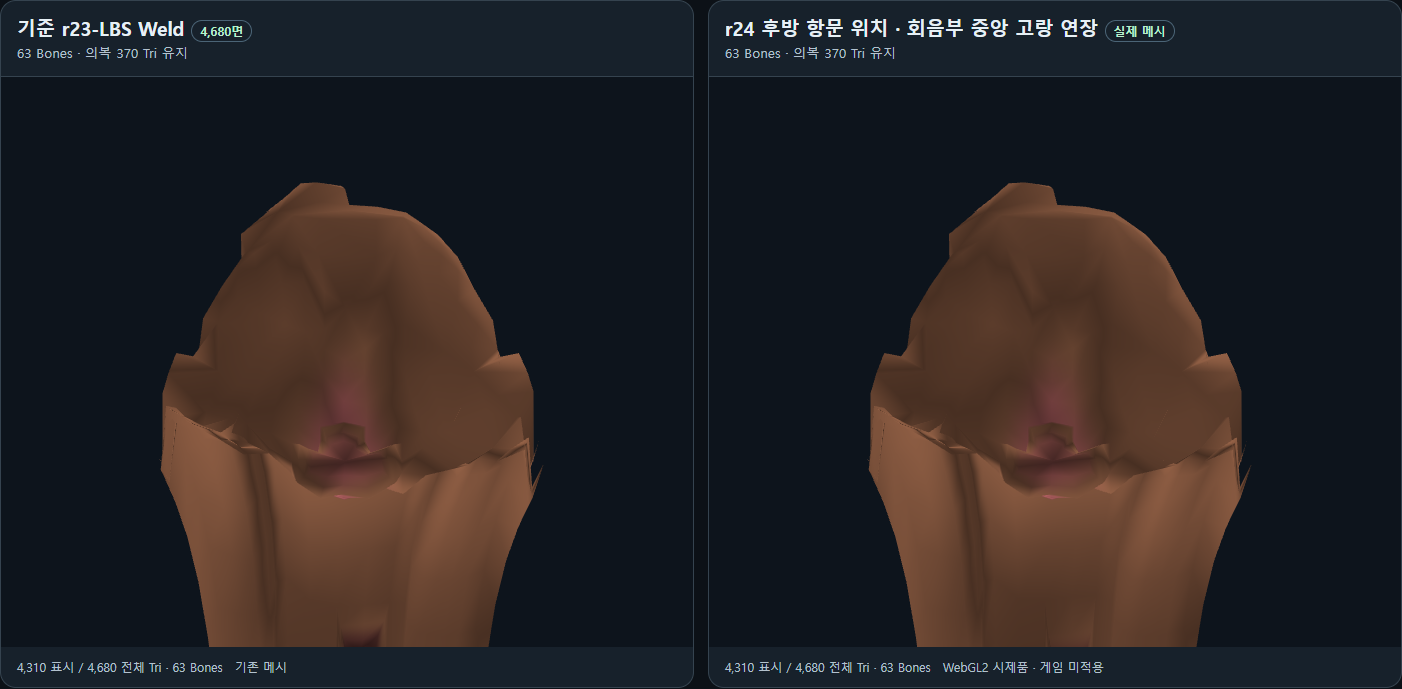 기준 r23-LBS Weld 4,680면
63 Bones · 의복 370 Tri 유지
r24 후방 항문 위치 · 회음부 중앙 고랑 연장 실제 메시
63 Bones · 의복 370 Tri 유지
4,310 표시 / 4,680 전체 Tri · 63 Bones 기존 메시
4,310 표시 / 4,680 전체 Tri · 63 Bones WebGL2 시제품 · 게임 미적용